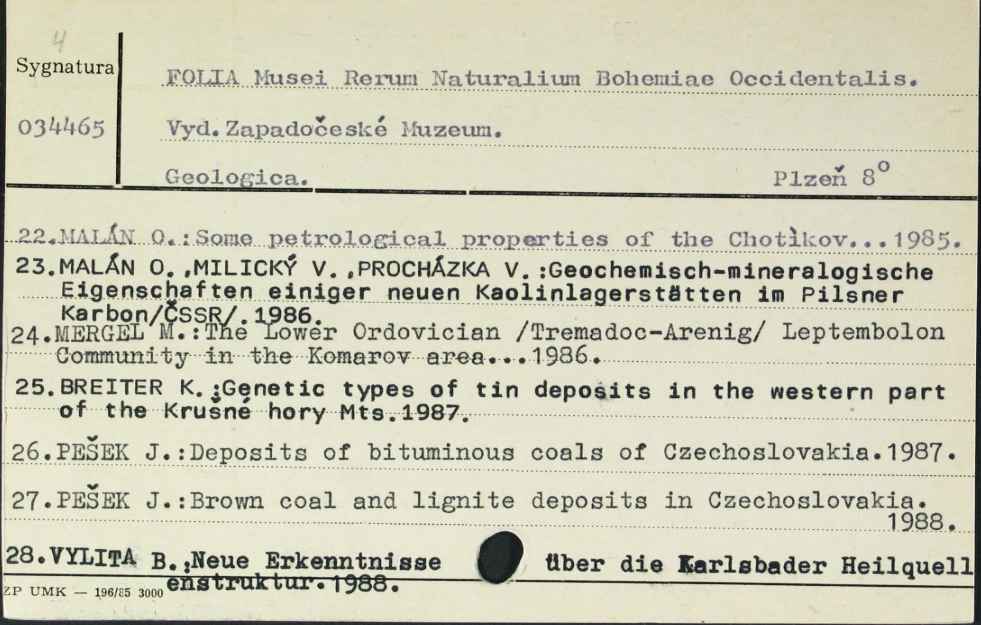 4
Sygnatura
FOLIA Musei Rerum Naturalium Bohemiae Occidentalis.
034465
Vyd.Zapadočeské Muzeum.
Geologica. Plzeň 8°
22.MALÁN O.:Some petrological properties of the Chotìkov...1985.
23.MALÁN O.,MILICKÝ V.,PROCHÁZKA V.:Geochemisch-mineralogische
Eigenschaften einiger neuen Kaolinlagerstätten im Pilsner
Karbon/ČSSR/.1986.
24.MERGEL M.:The Lower Ordovician /Tremadoc-Arenig/ Leptembolon
Community in the Komarov area...1986.
25.BREITER K.:Genetic types of tin deposits in the western part
of the Krušné hory Mts.1987.
26.PEŠEK J.:Deposits of bituminous coals of Czechoslovakia.1987.
27.PEŠEK J.:Brown coal and lignite deposits in Czechoslovakia.
1988.
28.VYLITA B.,Neue Erkenntnisse über die Karlsbader Heilquell
enstruktur.1988.
ZP UMK — 196/85 3000